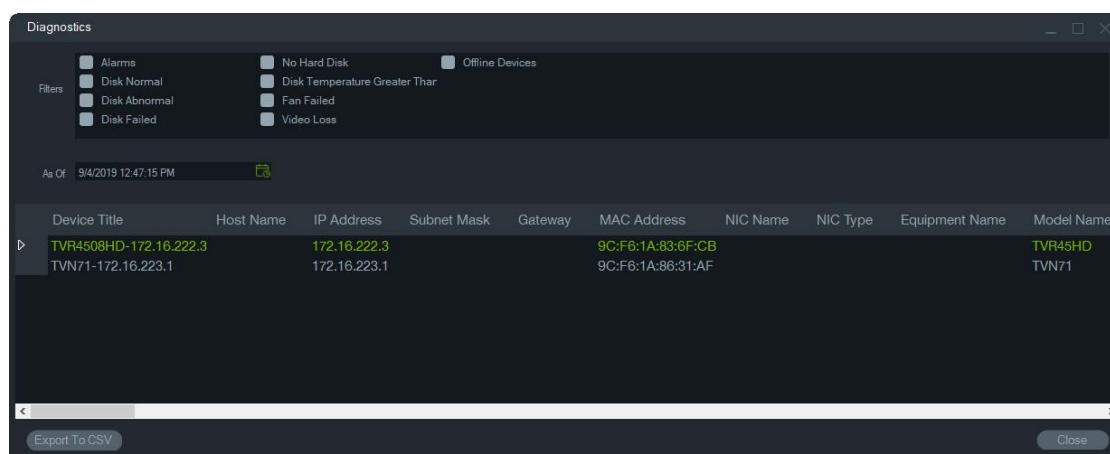 Diagnostics
Filters
Alarms
No Hard Disk
Offline Devices
Disk Normal
Disk Temperature Greater Than
Disk Abnormal
Fan Failed
Disk Failed
Video Loss
As Of 9/4/2019 12:47:15 PM
Device Title Host Name IP Address Subnet Mask Gateway MAC Address NIC Name NIC Type Equipment Name Model Name
TVR4508HD-172.16.222.3 172.16.222.3 9C:F6:1A:83:6F:CB TVR45HD
TVN71-172.16.223.1 172.16.223.1 9C:F6:1A:86:31:AF TVN71
Export To CSV Close